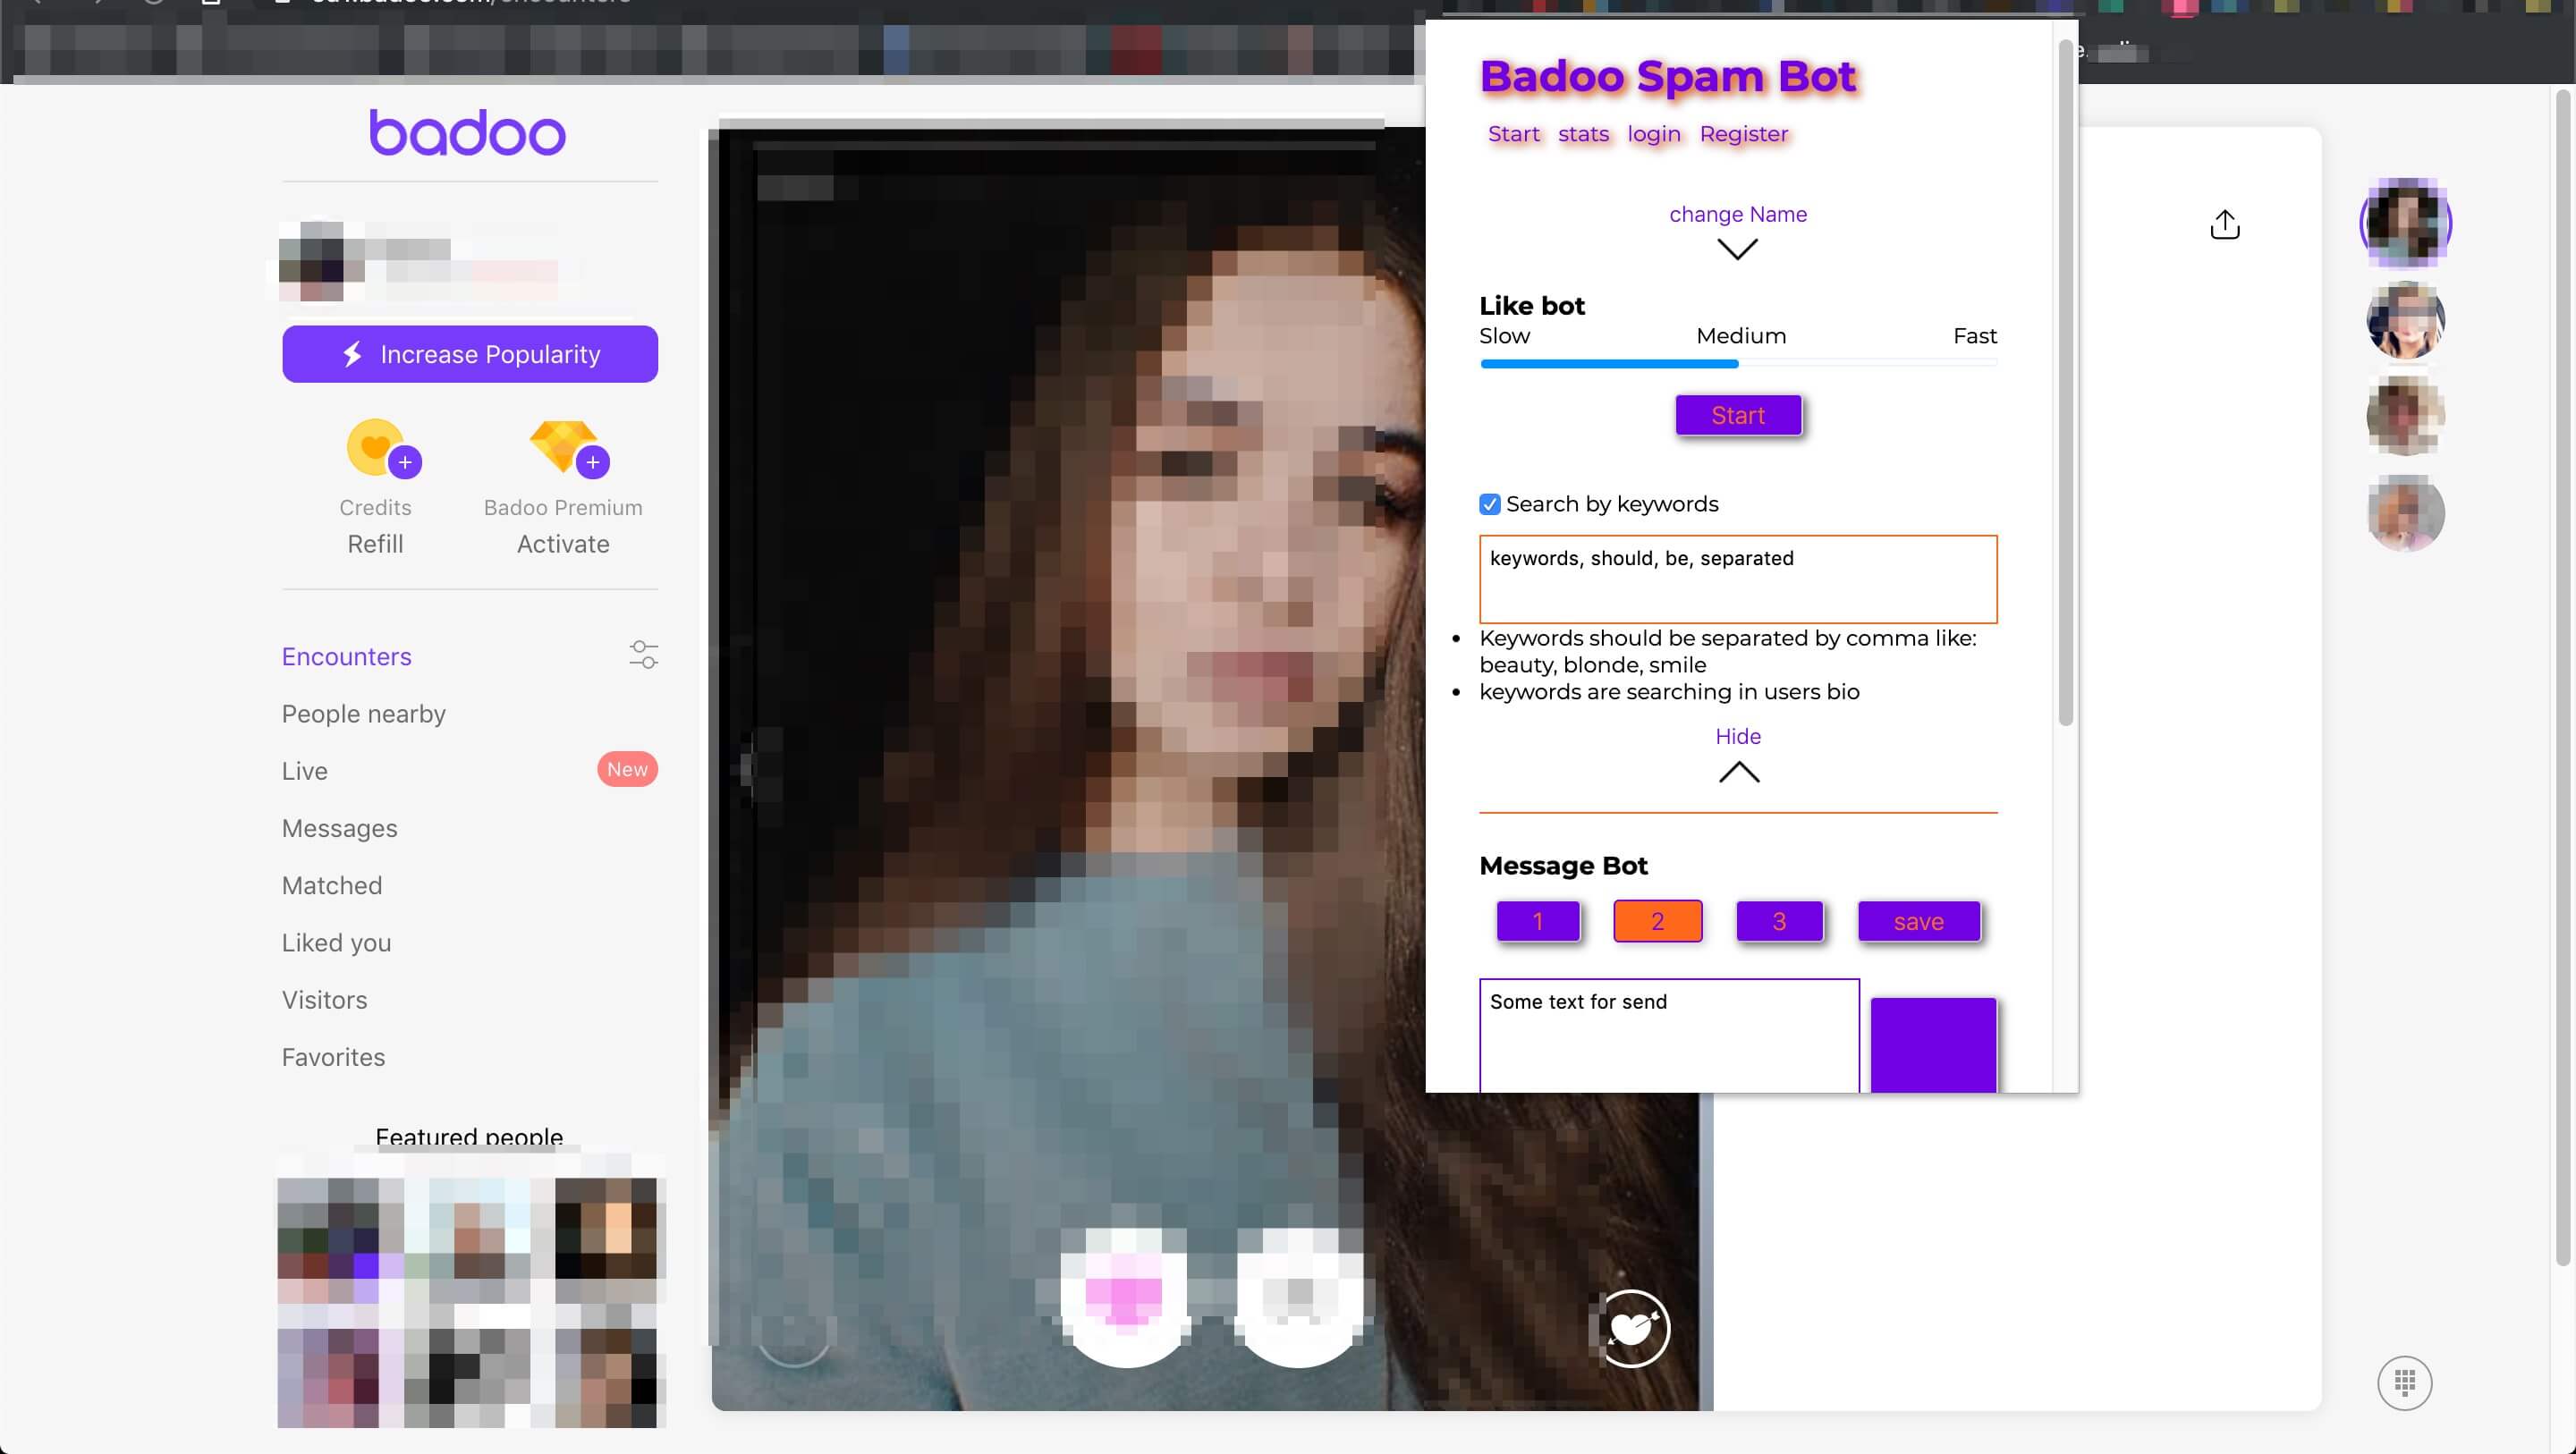 badoo
Increase Popularity
Credits
Refill
Badoo Premium
Activate
Encounters
People nearby
Live
New
Messages
Matched
Liked you
Visitors
Favorites
Featured people
Badoo Spam Bot
Start stats login Register
change Name
Like bot
Slow Medium Fast
Start
Search by keywords
keywords, should, be, separated
• Keywords should be separated by comma like:
beauty, blonde, smile
• keywords are searching in users bio
Hide
Message Bot
1 2 3 save
Some text for send